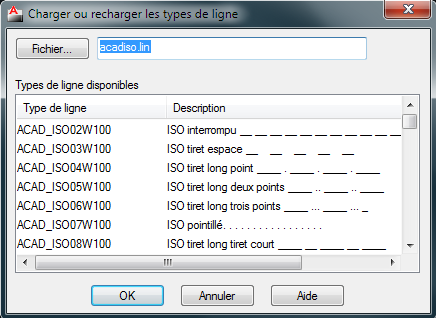 Charger ou recharger les types de ligne
Fichier... acadiso.lin
Types de ligne disponibles
Type de ligne Description
ACAD_ISO02W100 ISO interrompu __ __ __ __ __ __ __ __ __ __ __
ACAD_ISO03W100 ISO tiret espace __ __ __ __ __
ACAD_ISO04W100 ISO tiret long point ____ . ____ . ____ . ____
ACAD_ISO05W100 ISO tiret long deux points ____ .. ____ .. ____
ACAD_ISO06W100 ISO tiret long trois points ____ ... ____ ... _
ACAD_ISO07W100 ISO pointillé. . . . . . . . . . . . . . . . .
ACAD_ISO08W100 ISO tiret long tiret court ____ __ ____ __ ____
OK Annuler Aide